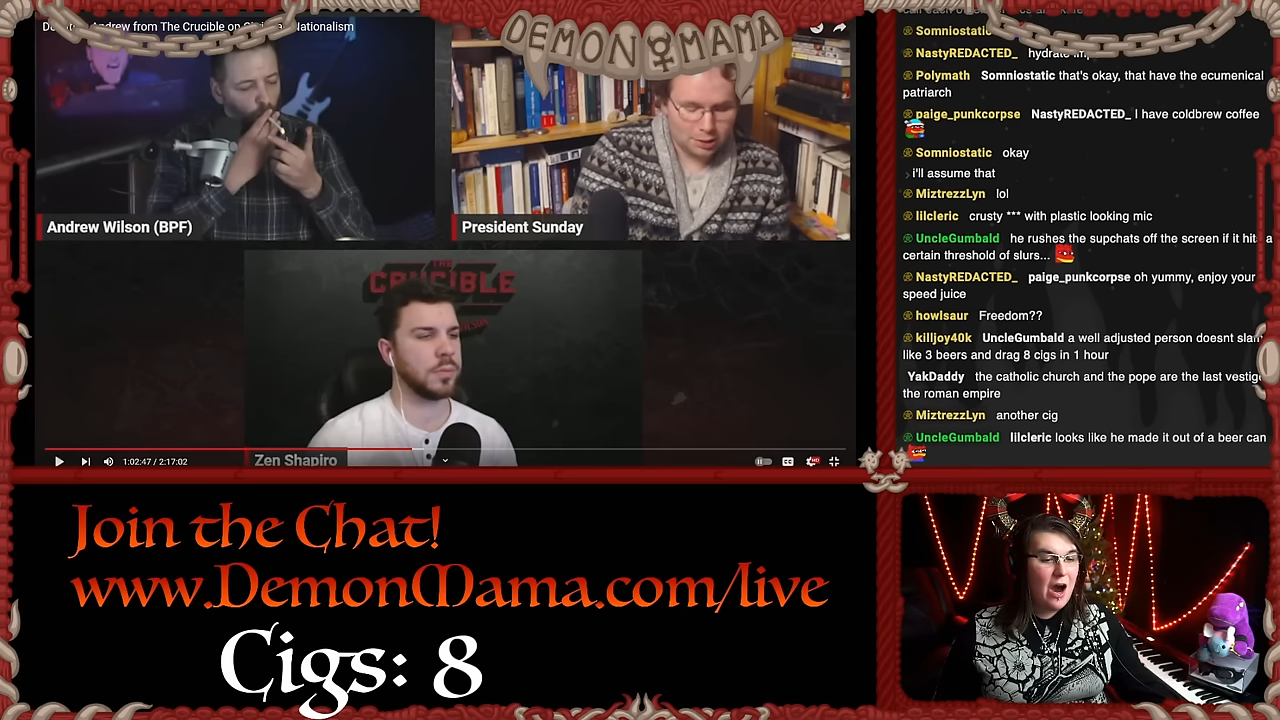 Andrew from The Crucible on
Nationalism
DEMON MAMA
Andrew Wilson (BPF)
President Sunday
THE
CRUCIBLE
Zen Shapiro
1:02:47 / 2:17:02
HD
Somniostatic
NastyREDACTED_ hydrate
Polymath Somniostatic that's okay, that have the ecumenical
patriarch
paige_punkcorpse NastyREDACTED_ I have coldbrew coffee
Somniostatic okay
i'll assume that
MiztrezzLyn lol
lilcleric crusty *** with plastic looking mic
UncleGumbald he rushes the supchats off the screen if it hits a
certain threshold of slurs...
NastyREDACTED_ paige_punkcorpse oh yummy, enjoy your
speed juice
howlsaur Freedom??
killjoy40k UncleGumbald a well adjusted person doesnt slam
like 3 beers and drag 8 cigs in 1 hour
YakDaddy the catholic church and the pope are the last
the roman empire
MiztrezzLyn another cig
UncleGumbald lilcleric looks like he made it out of a beer can
Join the Chat!
www.DemonMama.com/live
Cigs: 8